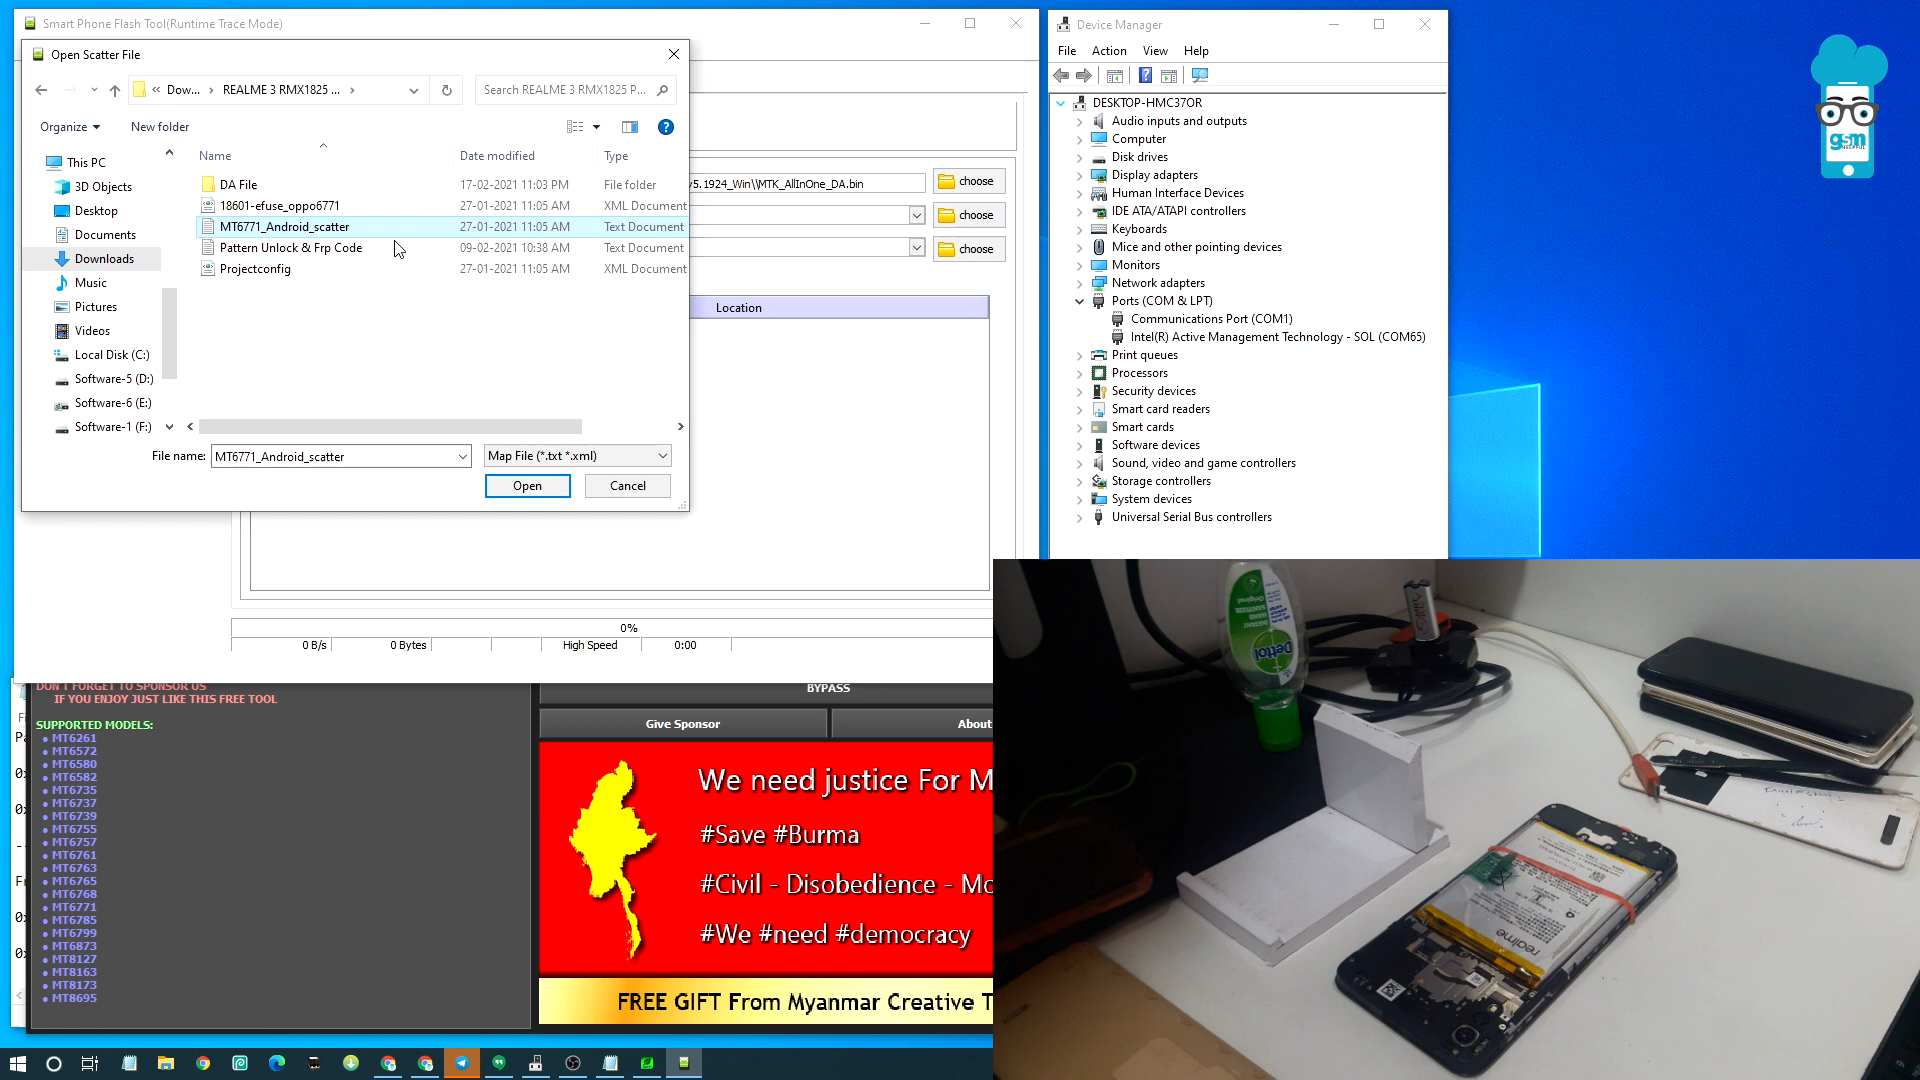 Smart Phone Flash Tool(Runtime Trace Mode)
Open Scatter File
Dow...
REALME 3 RMX1825 ...
Search REALME 3 RMX1825 P...
Organize
New folder
Name
Date modified
Type
This PC
3D Objects
Desktop
Documents
Downloads
Music
Pictures
Videos
Local Disk (C:)
Software-5 (D:)
Software-6 (E:)
Software-1 (F:)
DA File 17-02-2021 11:03 PM File folder
18601-efuse_oppo6771 27-01-2021 11:05 AM XML Document
MT6771_Android_scatter 27-01-2021 11:05 AM Text Document
Pattern Unlock & Frp Code 09-02-2021 10:38 AM Text Document
Projectconfig 27-01-2021 11:05 AM XML Document
File name: MT6771_Android_scatter
Map File (*.txt *.xml)
Open
Cancel
v5.1924_Win\\MTK_AllInOne_DA.bin
choose
choose
choose
Location
0%
0 B/s
0 Bytes
High Speed
0:00
Device Manager
File
Action
View
Help
DESKTOP-HMC37OR
Audio inputs and outputs
Computer
Disk drives
Display adapters
Human Interface Devices
IDE ATA/ATAPI controllers
Keyboards
Mice and other pointing devices
Monitors
Network adapters
Ports (COM & LPT)
Communications Port (COM1)
Intel(R) Active Management Technology - SOL (COM65)
Print queues
Processors
Security devices
Smart card readers
Smart cards
Software devices
Sound, video and game controllers
Storage controllers
System devices
Universal Serial Bus controllers
gsm
DON'T FORGET TO SPONSOR US
IF YOU ENJOY JUST LIKE THIS FREE TOOL
SUPPORTED MODELS:
MT6261
MT6572
MT6580
MT6582
MT6735
MT6737
MT6739
MT6755
MT6757
MT6761
MT6763
MT6765
MT6768
MT6771
MT6785
MT6799
MT6873
MT8127
MT8163
MT8173
MT8695
BYPASS
Give Sponsor
About
We need justice For M
#Save #Burma
#Civil - Disobedience - Mo
#We #need #democracy
FREE GIFT From Myanmar Creative T
Dettol
realme